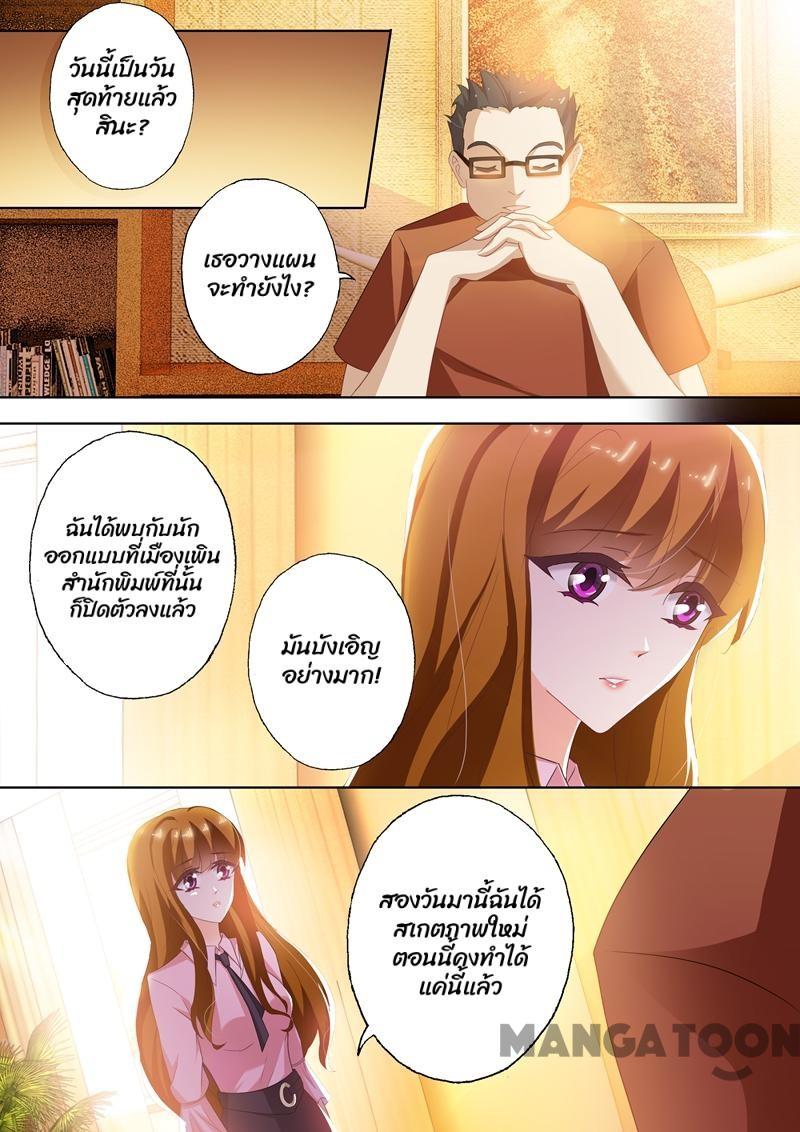 วันนี้เป็นวัน
สุดท้ายแล้ว
สินะ?
เธอวางแผน
จะทำยังไง?
ฉันได้พบกับนัก
ออกแบบที่เมืองเพิน
สำนักพิมพ์ที่นั้น
ก็ปิดตัวลงแล้ว
มันบังเอิญ
อย่างมาก!
สองวันมานี้ฉันได้
สเกตภาพใหม่
ตอนนี้คงทำได้
แค่นี้แล้ว
MANGATOON